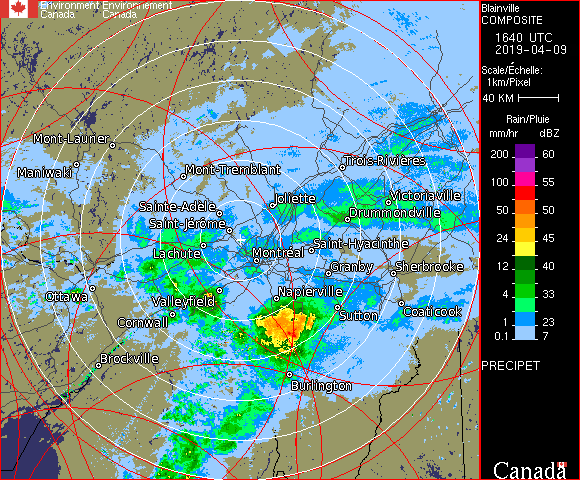 Environment Environnement
Canada Canada
Blainville
COMPOSITE
1640 UTC
2019-04-09
Scale/Échelle:
1km/Pixel
40 KM
Rain/Pluie
mm/hr dBZ
200 60
100 55
50 50
24 45
12 40
4 33
1 23
0.1 7
PRECIPET
Mont-Laurier
Maniwaki
Mont-Tremblant
Trois-Rivières
Joliette
Victoriaville
Sainte-Adèle
Drummondville
Saint-Jérôme
Lachute
Montréal
Saint-Hyacinthe
Granby
Sherbrooke
Ottawa
Valleyfield
Napierville
Cornwall
Sutton
Coaticook
Brockville
Burlington
Canada